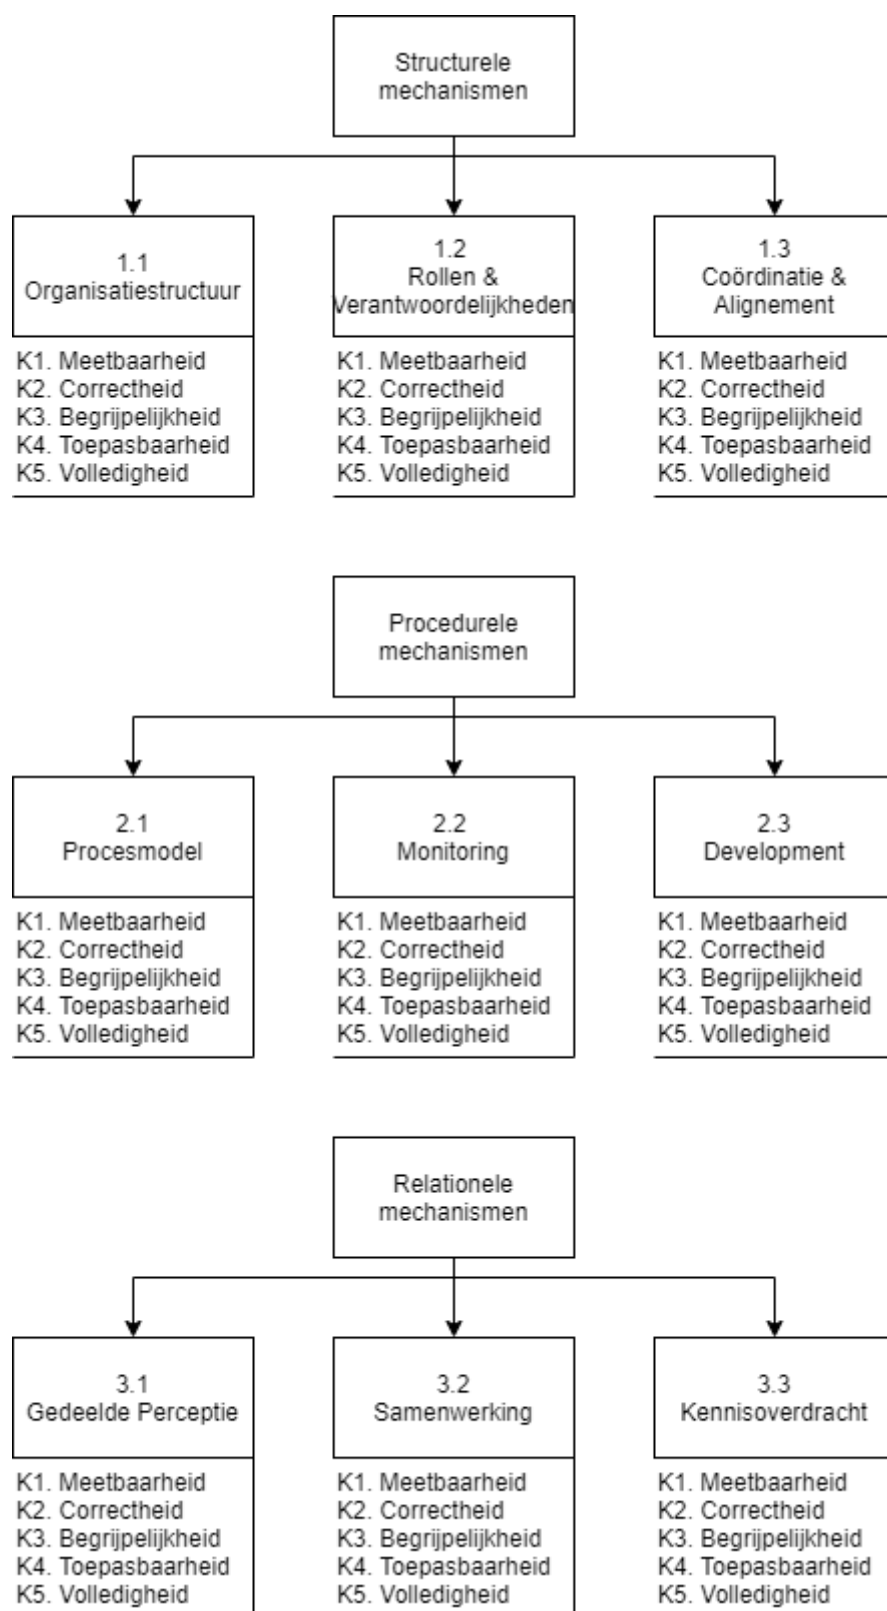 Structurele
mechanismen
1.1
Organisatiestructuur
1.2
Rollen &
Verantwoordelijkheden
1.3
Coördinatie &
Alignement
K1. Meetbaarheid
K2. Correctheid
K3. Begrijpelijkheid
K4. Toepasbaarheid
K5. Volledigheid
K1. Meetbaarheid
K2. Correctheid
K3. Begrijpelijkheid
K4. Toepasbaarheid
K5. Volledigheid
K1. Meetbaarheid
K2. Correctheid
K3. Begrijpelijkheid
K4. Toepasbaarheid
K5. Volledigheid
Procedurele
mechanismen
2.1
Procesmodel
2.2
Monitoring
2.3
Development
K1. Meetbaarheid
K2. Correctheid
K3. Begrijpelijkheid
K4. Toepasbaarheid
K5. Volledigheid
K1. Meetbaarheid
K2. Correctheid
K3. Begrijpelijkheid
K4. Toepasbaarheid
K5. Volledigheid
K1. Meetbaarheid
K2. Correctheid
K3. Begrijpelijkheid
K4. Toepasbaarheid
K5. Volledigheid
Relationele
mechanismen
3.1
Gedeelde Perceptie
3.2
Samenwerking
3.3
Kennisoverdracht
K1. Meetbaarheid
K2. Correctheid
K3. Begrijpelijkheid
K4. Toepasbaarheid
K5. Volledigheid
K1. Meetbaarheid
K2. Correctheid
K3. Begrijpelijkheid
K4. Toepasbaarheid
K5. Volledigheid
K1. Meetbaarheid
K2. Correctheid
K3. Begrijpelijkheid
K4. Toepasbaarheid
K5. Volledigheid